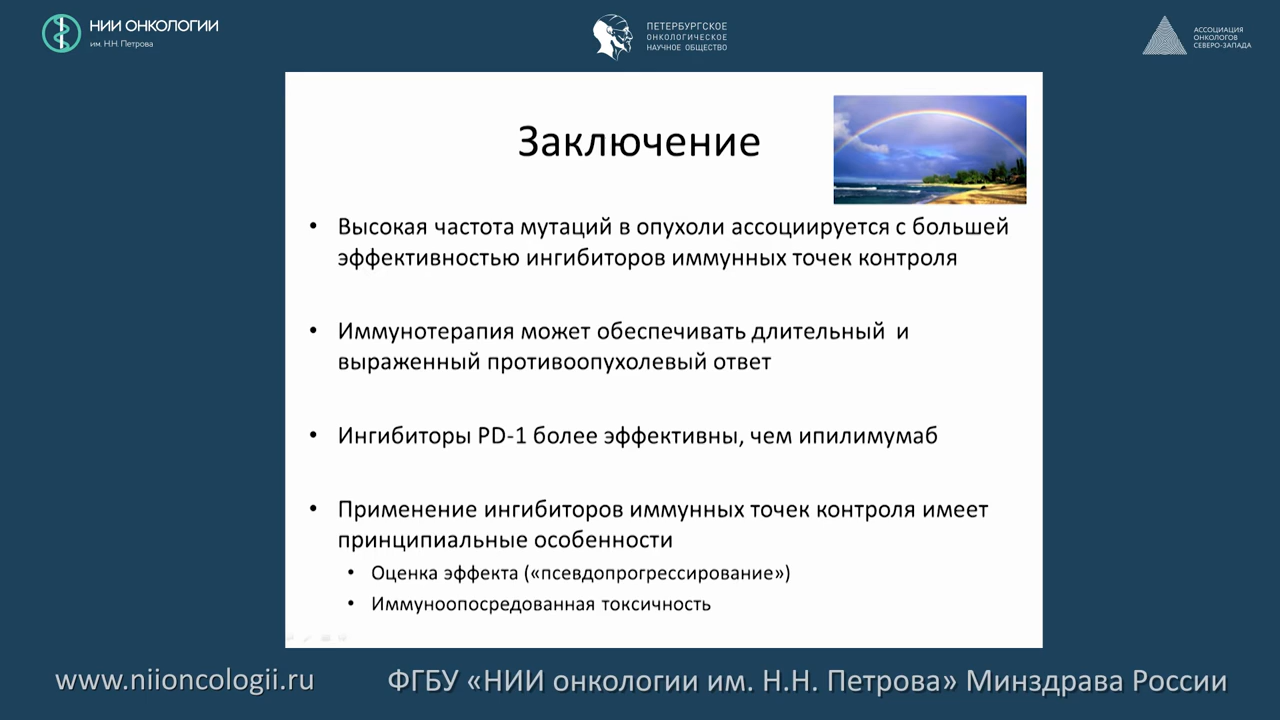 НИИ ОНКОЛОГИИ
им. Н.Н. Петрова
ПЕТЕРБУРГСКОЕ
ОНКОЛОГИЧЕСКОЕ
НАУЧНОЕ ОБЩЕСТВО
АССОЦИАЦИЯ
ОНКОЛОГОВ
СЕВЕРО-ЗАПАДА
Заключение
• Высокая частота мутаций в опухоли ассоциируется с большей
эффективностью ингибиторов иммунных точек контроля
• Иммунотерапия может обеспечивать длительный и
выраженный противоопухолевый ответ
• Ингибиторы PD-1 более эффективны, чем ипилимумаб
• Применение ингибиторов иммунных точек контроля имеет
принципиальные особенности
• Оценка эффекта («псевдопрогрессирование»)
• Иммуноопосредованная токсичность
www.niioncologii.ru
ФГБУ «НИИ онкологии им. Н.Н. Петрова» Минздрава России